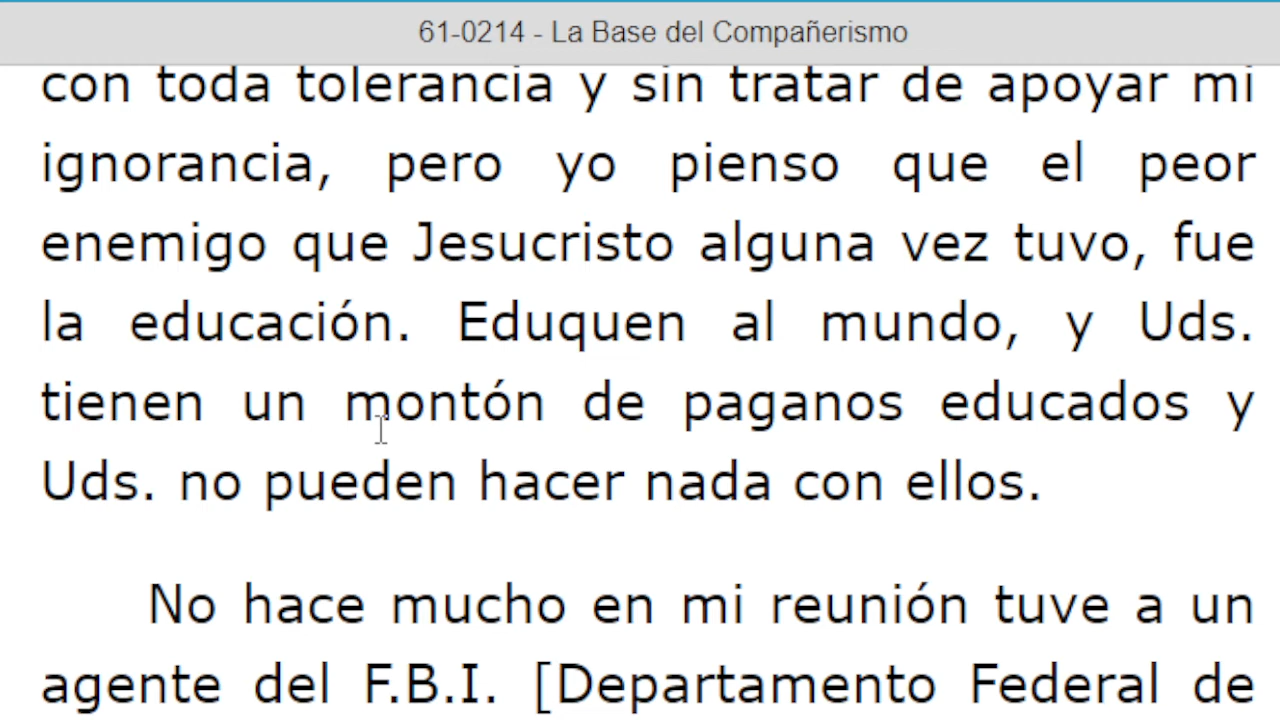 61-0214 - La Base del Compañerismo
con toda tolerancia y sin tratar de apoyar mi
ignorancia, pero yo pienso que el peor
enemigo que Jesucristo alguna vez tuvo, fue
la educación. Eduquen al mundo, y Uds.
tienen un montón de paganos educados y
Uds. no pueden hacer nada con ellos.
No hace mucho en mi reunión tuve a un
agente del F.B.I. [Departamento Federal de